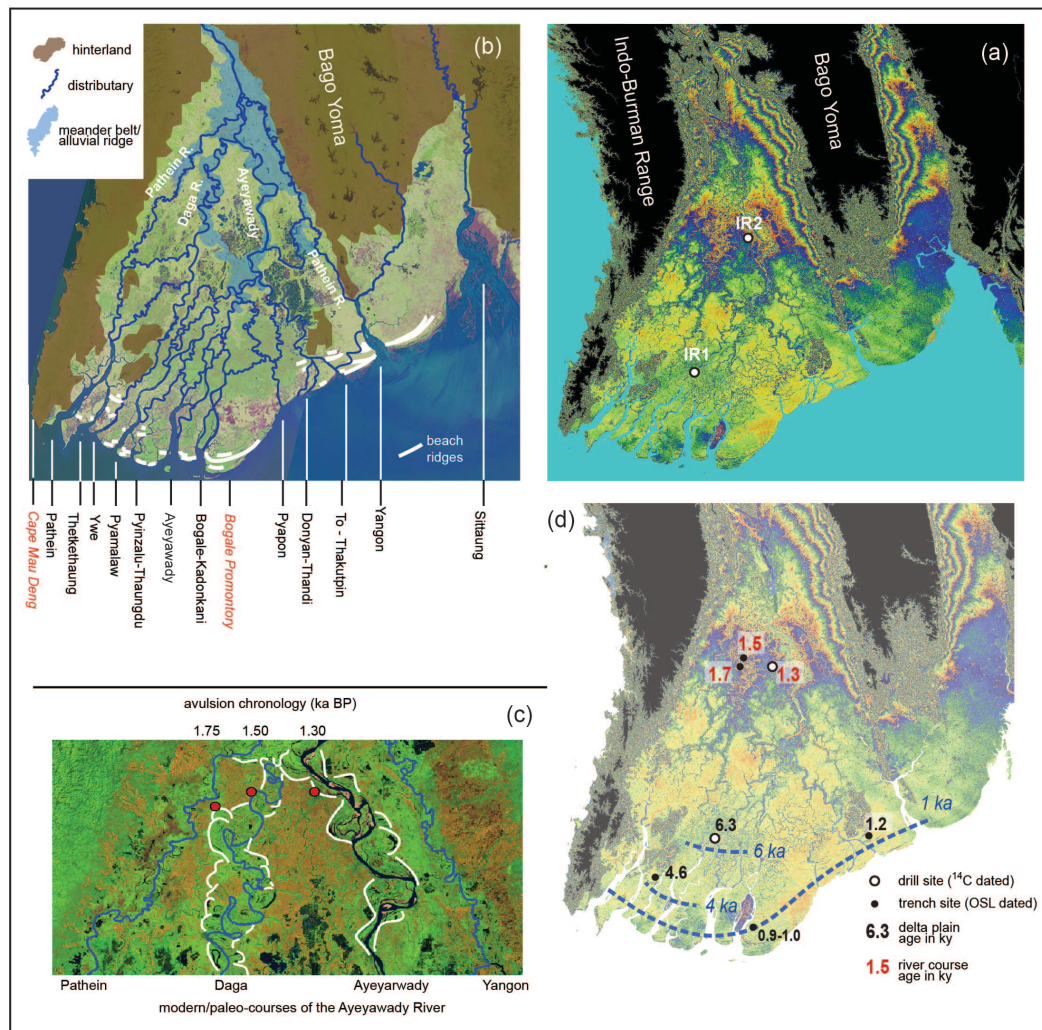 hinterland
distributary
meander belt/
alluvial ridge
(b)
Bago Yoma
Pathein R.
Daga R.
Ayeyawady
Pathein R.
beach
ridges
Cape Mau Deng
Pathein
Thetkethaung
Ywe
Pyamalaw
Pyinzalu-Thaungdu
Ayeyawady
Bogale-Kadonkani
Bogale Promontory
Pyapon
Donyan-Thandi
To - Thakutpin
Yangon
Sittaung
(a)
Indo-Burman Range
Bago Yoma
IR2
IR1
avulsion chronology (ka BP)
(c)
1.75 1.50 1.30
Pathein Daga Ayeyarwady Yangon
modern/paleo-courses of the Ayeyawady River
(d)
1.5
1.7
1.3
6.3
6 ka
4.6
4 ka
1.2
1 ka
0.9-1.0
drill site (¹⁴C dated)
trench site (OSL dated)
6.3 delta plain
age in ky
1.5 river course
age in ky